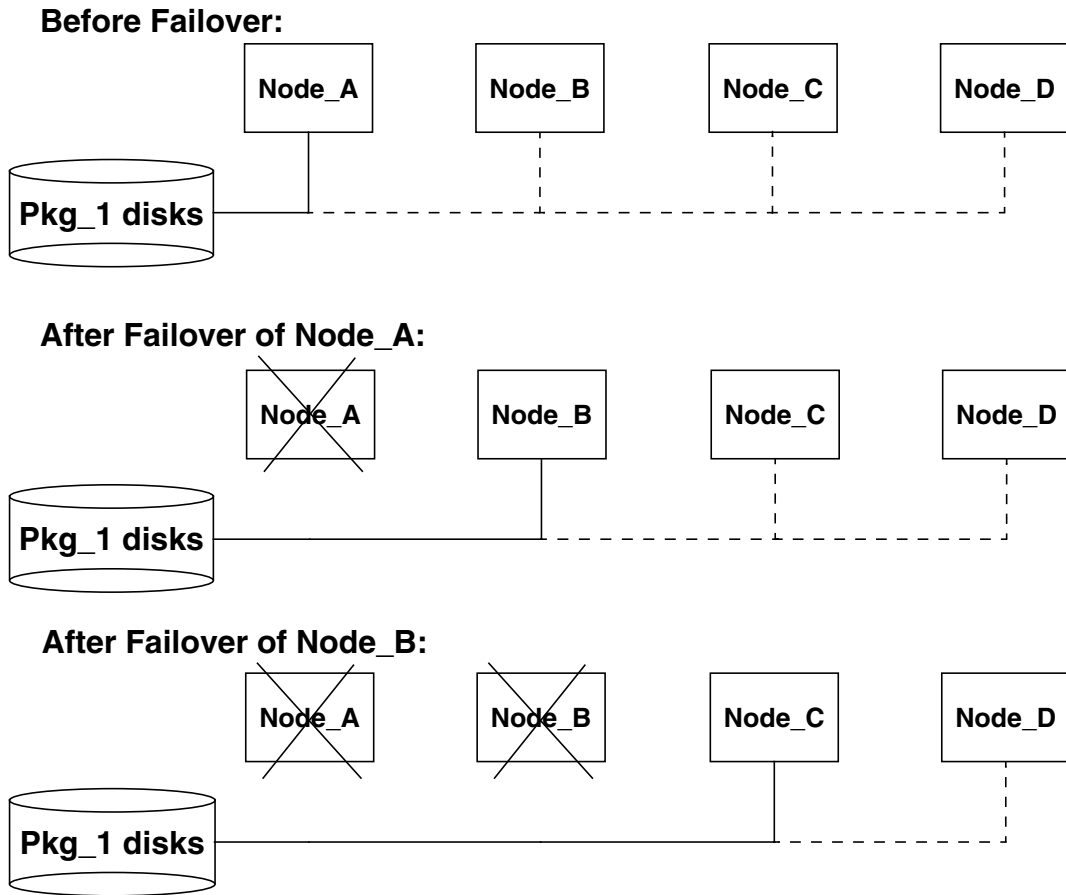 Before Failover:
Node_A Node_B Node_C Node_D
Pkg_1 disks
After Failover of Node_A:
Node_A Node_B Node_C Node_D
Pkg_1 disks
After Failover of Node_B:
Node_A Node_B Node_C Node_D
Pkg_1 disks